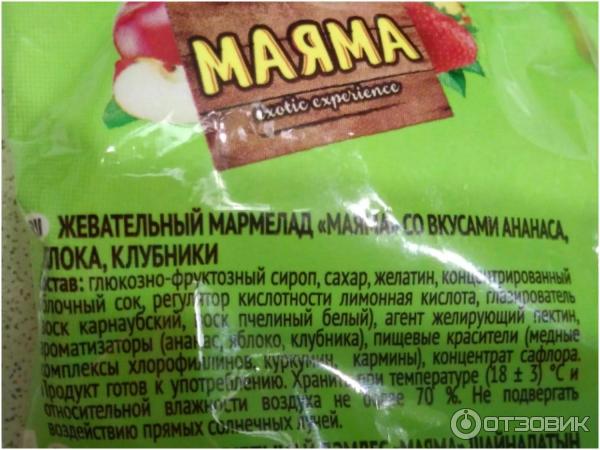 МАЯМА
exotic experience
ЖЕВАТЕЛЬНЫЙ МАРМЕЛАД «МАЯМА» СО ВКУСАМИ АНАНАСА,
ЛОКА, КЛУБНИКИ
став: глюкозно-фруктозный сироп, сахар, желатин, концентрированный
блочный сок, регулятор кислотности лимонная кислота, глазирователь
воск карнаубский, воск пчелиный белый), агент желирующий пектин,
ароматизаторы (ананас, яблоко, клубника), пищевые красители (медные
комплексы хлорофиллинов, куркумин, кармины), концентрат сафлора.
Продукт готов к употреблению. Хранить при температуре (18 ± 3) °С и
относительной влажности воздуха не более 70 %. Не подвергать
воздействию прямых солнечных лучей.
«МАЯМА» ШАЙНАЛАТЫН
ОТЗОВИК